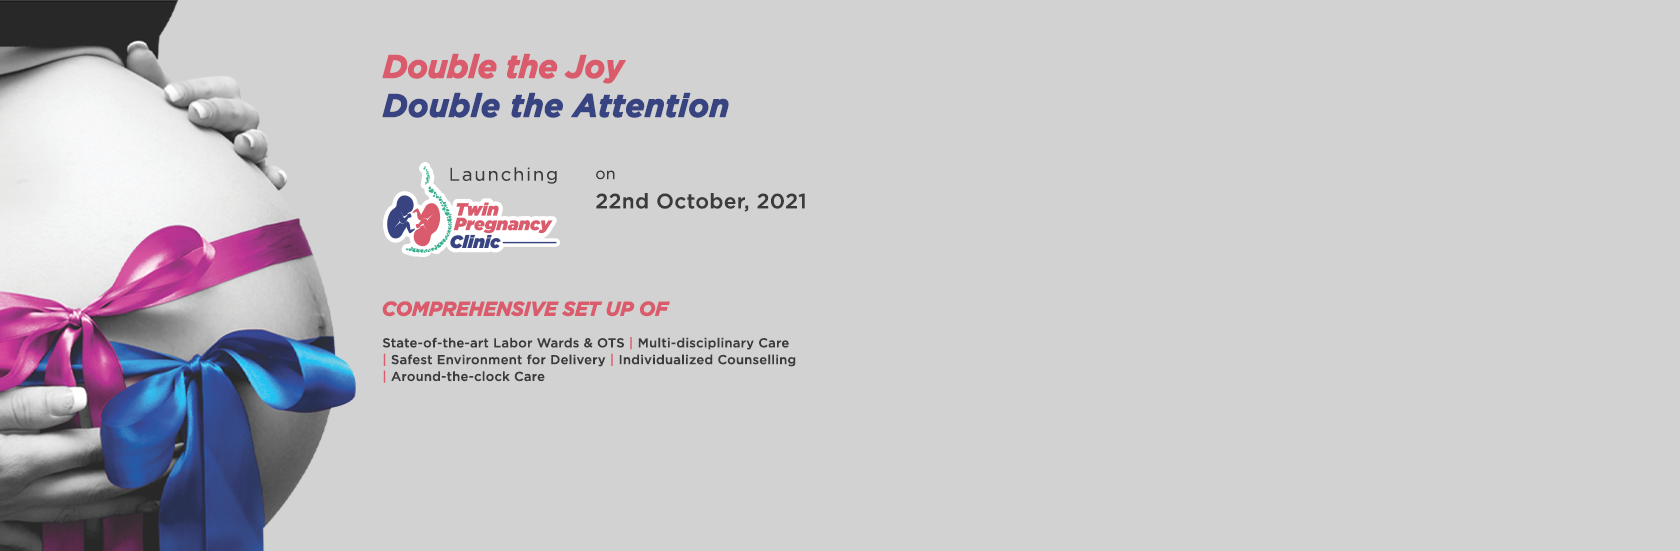 Double the Joy
Double the Attention
Launching
Twin
Pregnancy
Clinic
on
22nd October, 2021
COMPREHENSIVE SET UP OF
State-of-the-art Labor Wards & OTS | Multi-disciplinary Care
| Safest Environment for Delivery | Individualized Counselling
| Around-the-clock Care